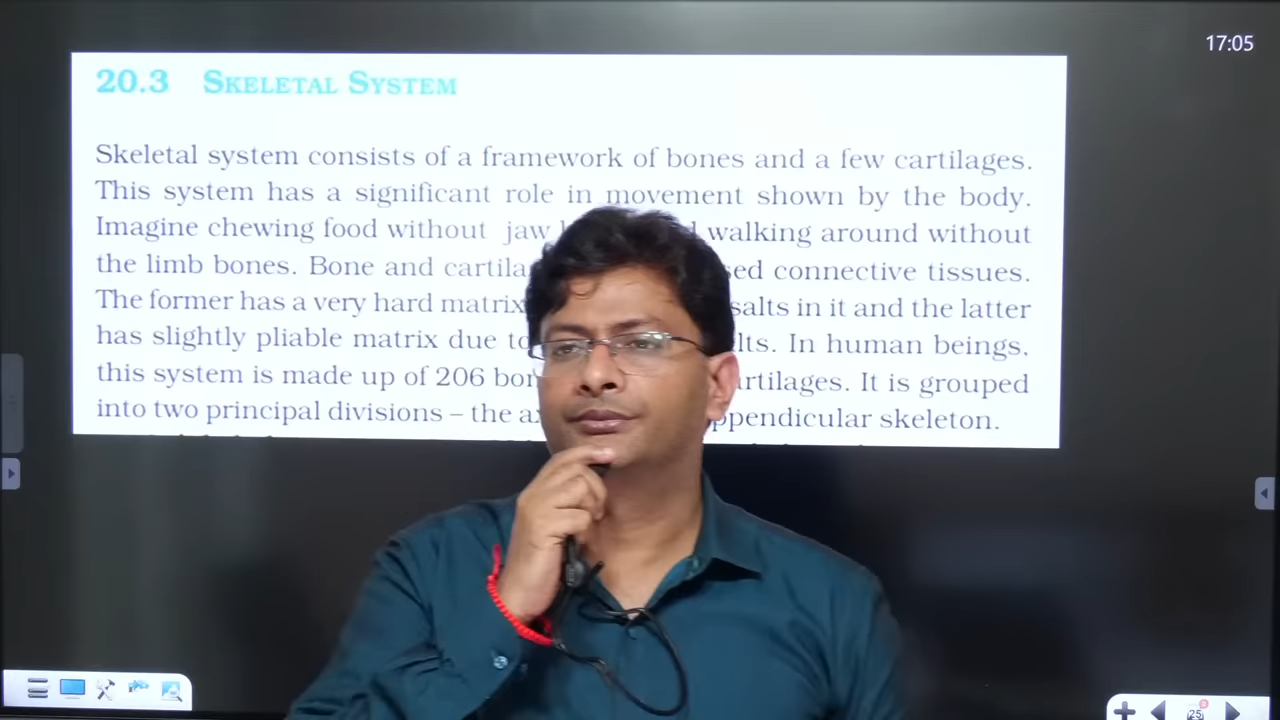 17:05
20.3 SKELETAL SYSTEM
Skeletal system consists of a framework of bones and a few cartilages.
This system has a significant role in movement shown by the body.
Imagine chewing food without jaw walking around without
the limb bones. Bone and connective tissues.
The former has a very hard matrix salts in it and the latter
has slightly pliable matrix due In human beings,
this system is made up of 206 It is grouped
into two principal divisions – the skeleton.
25